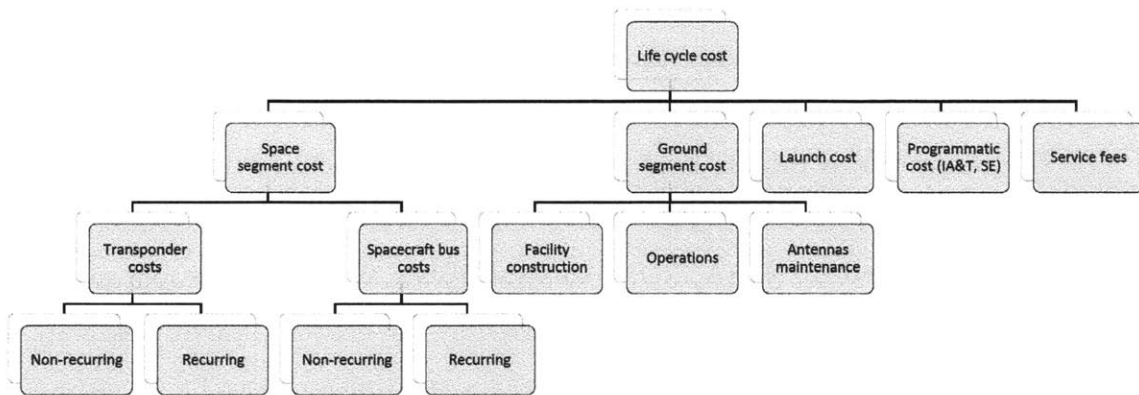 Life cycle cost
Space
segment cost
Ground
segment cost
Launch cost
Programmatic
cost (IA&T, SE)
Service fees
Transponder
costs
Spacecraft bus
costs
Facility
construction
Operations
Antennas
maintenance
Non-recurring
Recurring
Non-recurring
Recurring